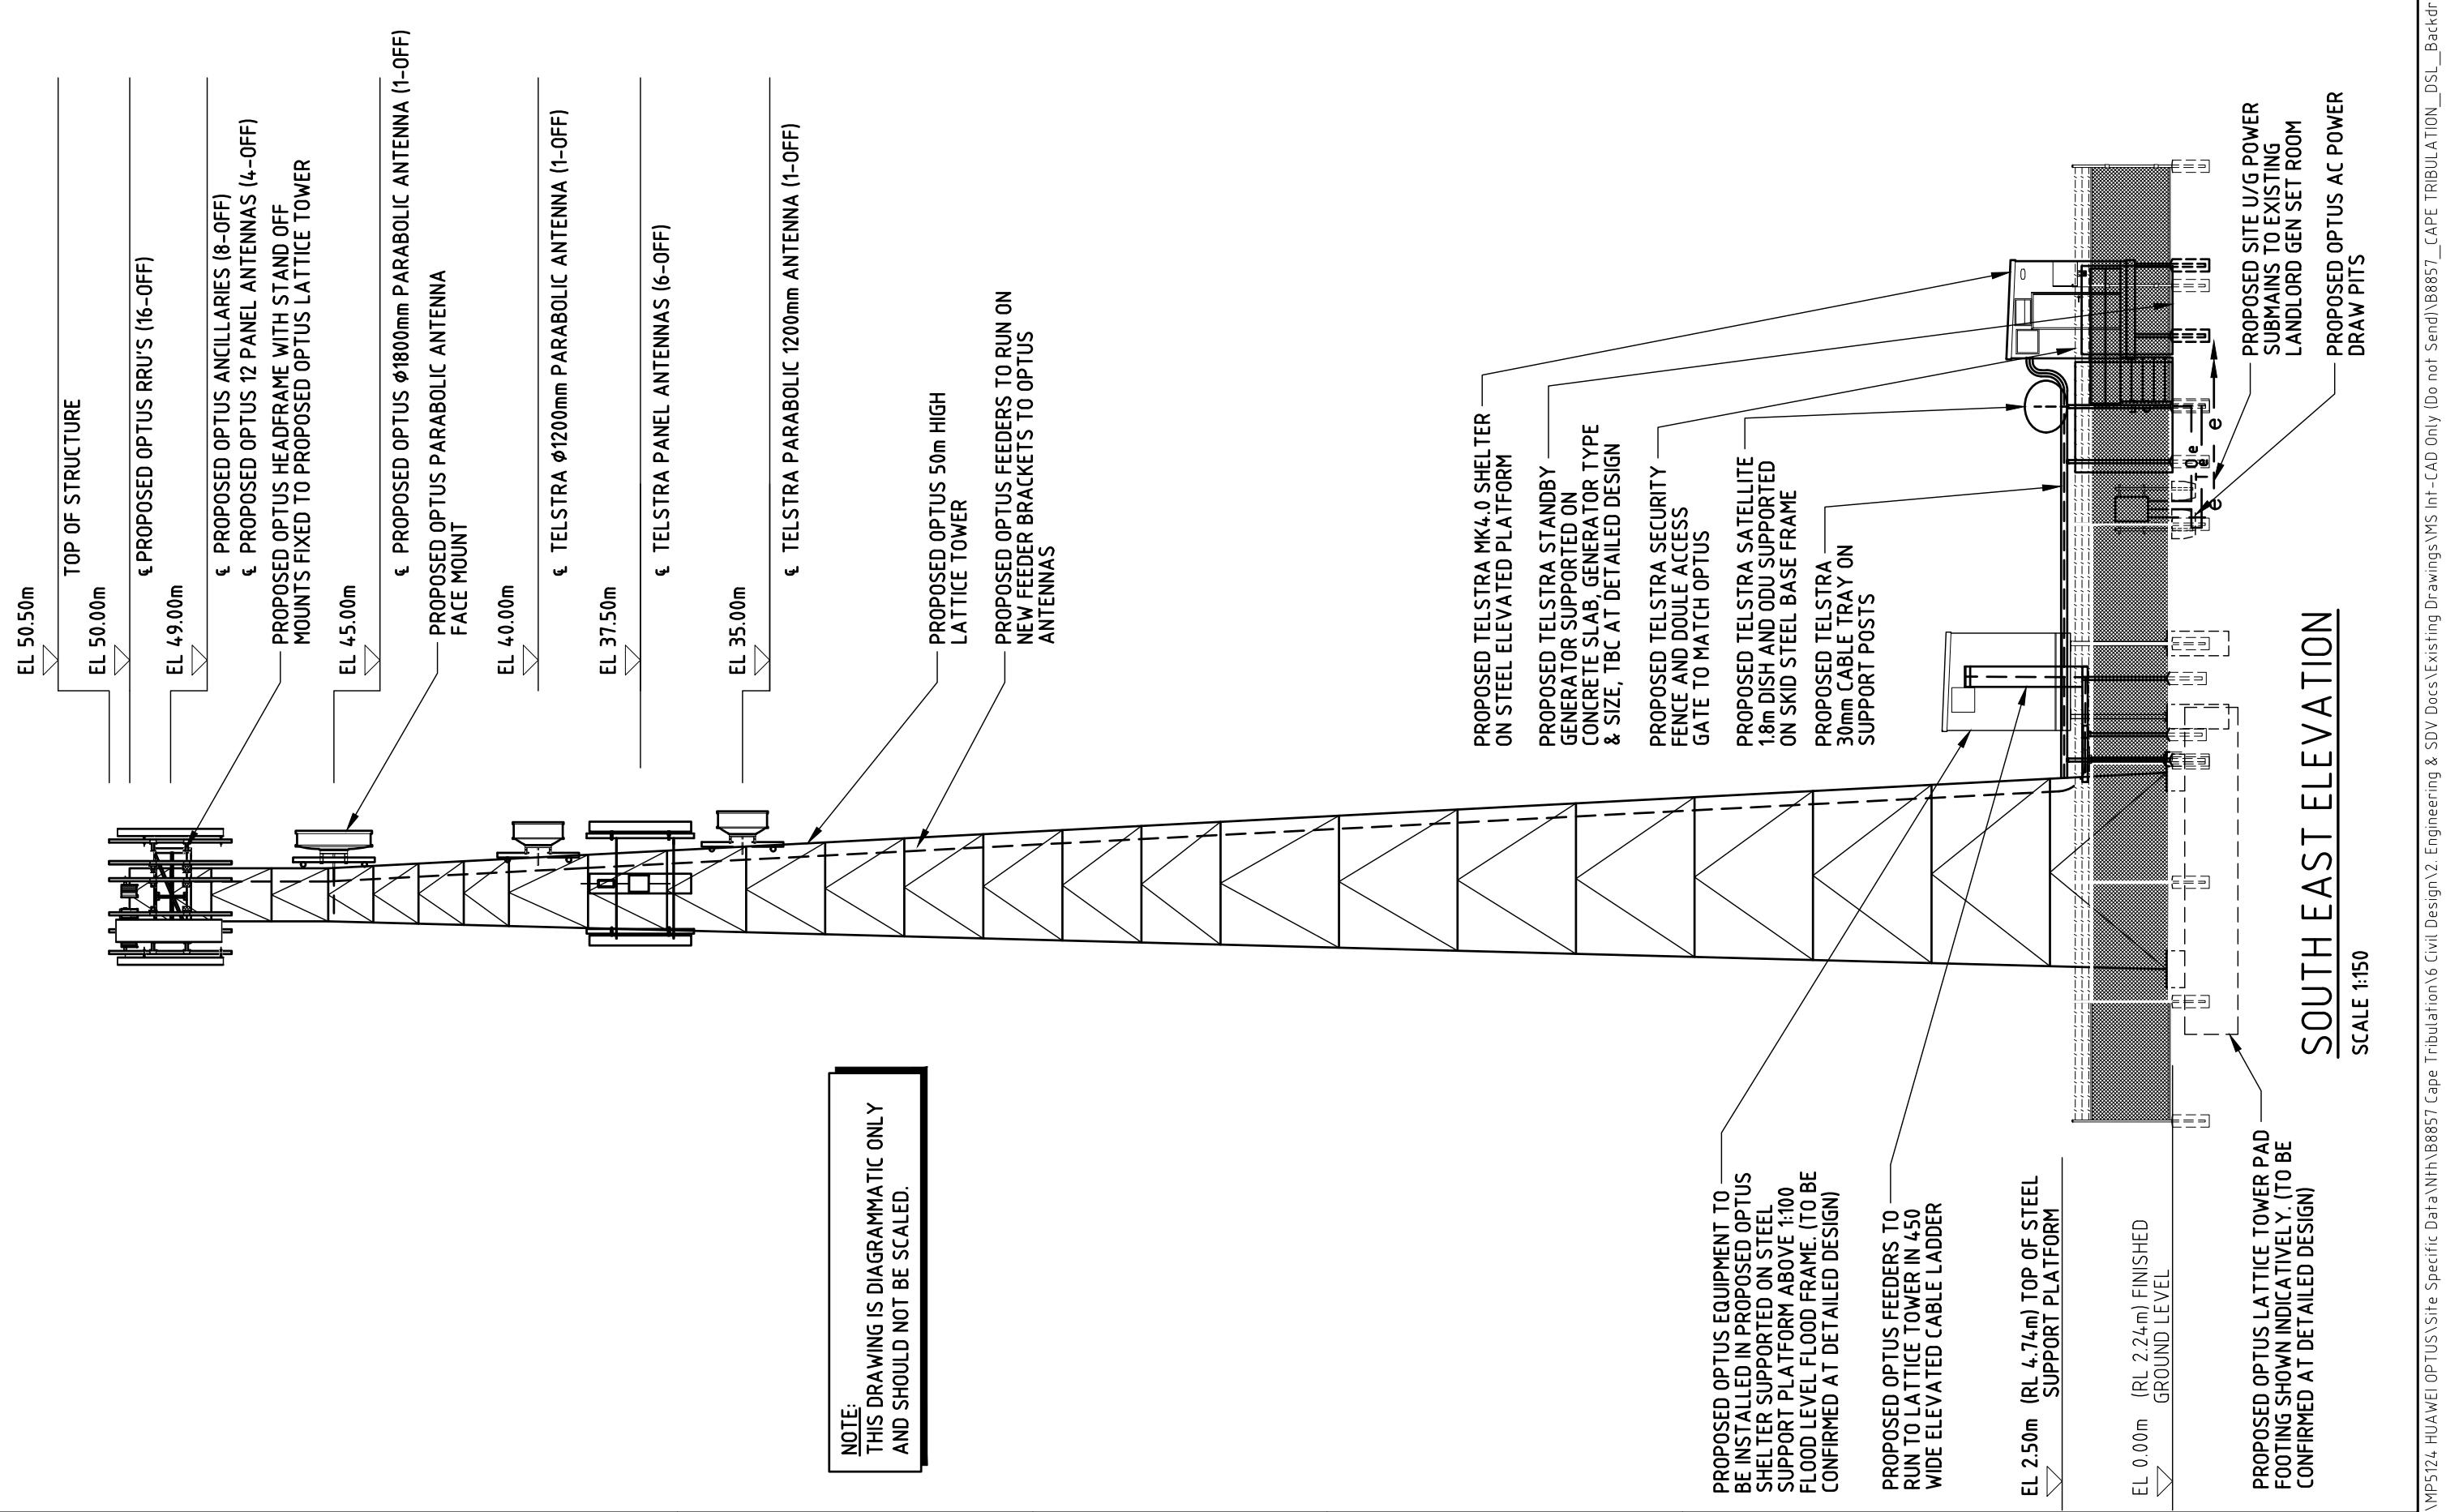 EL 50.50m
TOP OF STRUCTURE
EL 50.00m
℄ PROPOSED OPTUS RRU'S (16-OFF)
EL 49.00m
℄ PROPOSED OPTUS ANCILLARIES (8-OFF)
℄ PROPOSED OPTUS 12 PANEL ANTENNAS (4-OFF)
PROPOSED OPTUS HEADFRAME WITH STAND OFF
MOUNTS FIXED TO PROPOSED OPTUS LATTICE TOWER
EL 45.00m
℄ PROPOSED OPTUS Ø1800mm PARABOLIC ANTENNA (1-OFF)
PROPOSED OPTUS PARABOLIC ANTENNA
FACE MOUNT
EL 40.00m
℄ TELSTRA Ø1200mm PARABOLIC ANTENNA (1-OFF)
EL 37.50m
℄ TELSTRA PANEL ANTENNAS (6-OFF)
EL 35.00m
℄ TELSTRA PARABOLIC 1200mm ANTENNA (1-OFF)
PROPOSED OPTUS 50m HIGH
LATTICE TOWER
PROPOSED OPTUS FEEDERS TO RUN ON
NEW FEEDER BRACKETS TO OPTUS
ANTENNAS
NOTE:
THIS DRAWING IS DIAGRAMMATIC ONLY
AND SHOULD NOT BE SCALED.
PROPOSED TELSTRA MK4.0 SHELTER
ON STEEL ELEVATED PLATFORM
PROPOSED TELSTRA STANDBY
GENERATOR SUPPORTED ON
CONCRETE SLAB, GENERATOR TYPE
& SIZE, TBC AT DETAILED DESIGN
PROPOSED TELSTRA SECURITY
FENCE AND DOULE ACCESS
GATE TO MATCH OPTUS
PROPOSED TELSTRA SATELLITE
1.8m DISH AND ODU SUPPORTED
ON SKID STEEL BASE FRAME
PROPOSED TELSTRA
30mm CABLE TRAY ON
SUPPORT POSTS
PROPOSED OPTUS EQUIPMENT TO
BE INSTALLED IN PROPOSED OPTUS
SHELTER SUPPORTED ON STEEL
SUPPORT PLATFORM ABOVE 1:100
FLOOD LEVEL FLOOD FRAME. (TO BE
CONFIRMED AT DETAILED DESIGN)
PROPOSED OPTUS FEEDERS TO
RUN TO LATTICE TOWER IN 450
WIDE ELEVATED CABLE LADDER
EL 2.50m (RL 4.74m) TOP OF STEEL
SUPPORT PLATFORM
EL 0.00m (RL 2.24m) FINISHED
GROUND LEVEL
PROPOSED OPTUS LATTICE TOWER PAD
FOOTING SHOWN INDICATIVELY. (TO BE
CONFIRMED AT DETAILED DESIGN)
PROPOSED SITE U/G POWER
SUBMAINS TO EXISTING
LANDLORD GEN SET ROOM
PROPOSED OPTUS AC POWER
DRAW PITS
e
e
SOUTH EAST ELEVATION
SCALE 1:150
\MP5124 HUAWEI OPTUS\Site Specific Data\Nth\B8857 Cape Tribulation\6 Civil Design\2. Engineering & SDV Docs\Existing Drawings\MS Int-CAD Only (Do not Send)\B8857_CAPE TRIBULATION_DSL_Backdr